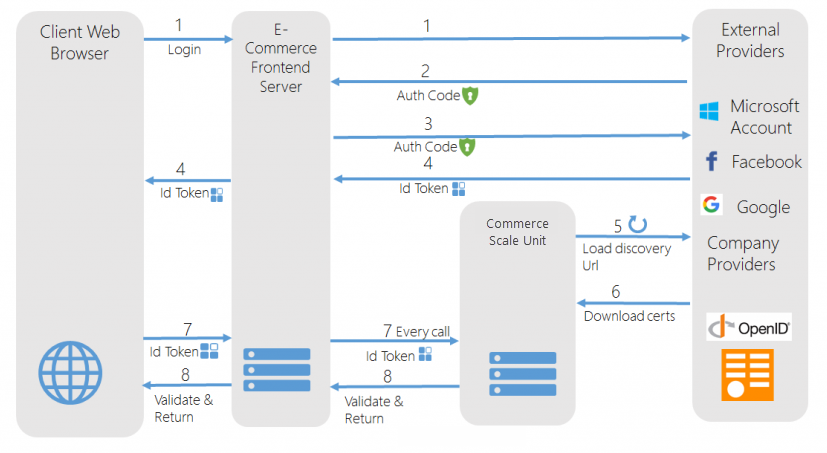 Client Web
Browser
1
Login
E-
Commerce
Frontend
Server
1
External
Providers
2
Auth Code
3
Auth Code
Microsoft
Account
4
Id Token
4
Id Token
Facebook
Google
Commerce
Scale Unit
5
Load discovery
Url
Company
Providers
6
Download certs
OpenID®
7
Id Token
7 Every call
Id Token
8
Validate &
Return
8
Validate &
Return